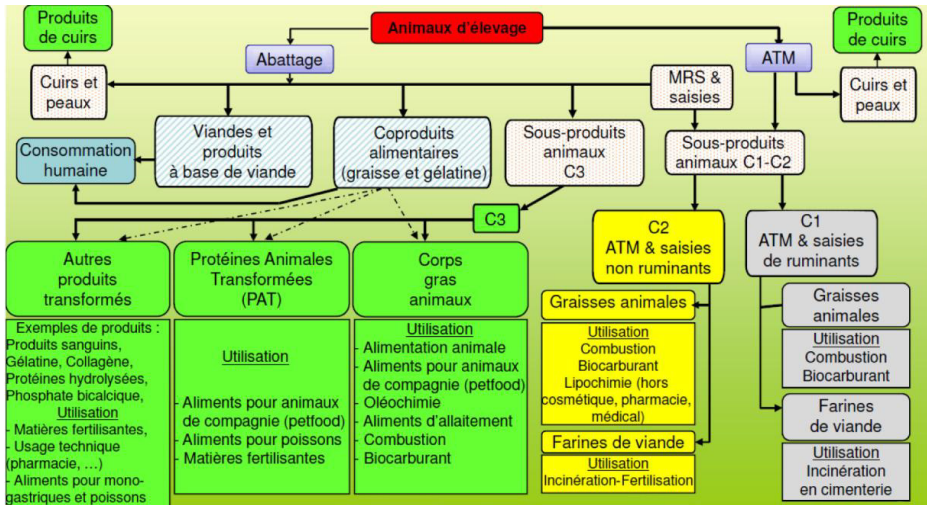 Produits
de cuirs
Animaux d'élevage
Produits
de cuirs
Abattage
ATM
Cuirs et
peaux
MRS &
saisies
Cuirs et
peaux
Consommation
humaine
Viandes et
produits
à base de viande
Coproduits
alimentaires
(graisse et gélatine)
Sous-produits
animaux
C3
Sous-produits
animaux C1-C2
C3
Autres
produits
transformés
Protéines Animales
Transformées
(PAT)
Corps
gras
animaux
C2
ATM & saisies
non ruminants
C1
ATM & saisies
de ruminants
Exemples de produits :
Produits sanguins,
Gélatine, Collagène,
Protéines hydrolysées,
Phosphate bicalcique,
Utilisation
- Matières fertilisantes,
- Usage technique
(pharmacie, ...)
- Aliments pour mono-
gastriques et poissons
Utilisation
- Aliments pour animaux
de compagnie (petfood)
- Aliments pour poissons
- Matières fertilisantes
Utilisation
- Alimentation animale
- Aliments pour animaux
de compagnie (petfood)
- Oléochimie
- Aliments d'allaitement
- Combustion
- Biocarburant
Graisses animales
Utilisation
Combustion
Biocarburant
Lipochimie (hors
cosmétique, pharmacie,
médical)
Farines de viande
Utilisation
Incinération-Fertilisation
Graisses
animales
Utilisation
Combustion
Biocarburant
Farines
de viande
Utilisation
Incinération
en cimenterie